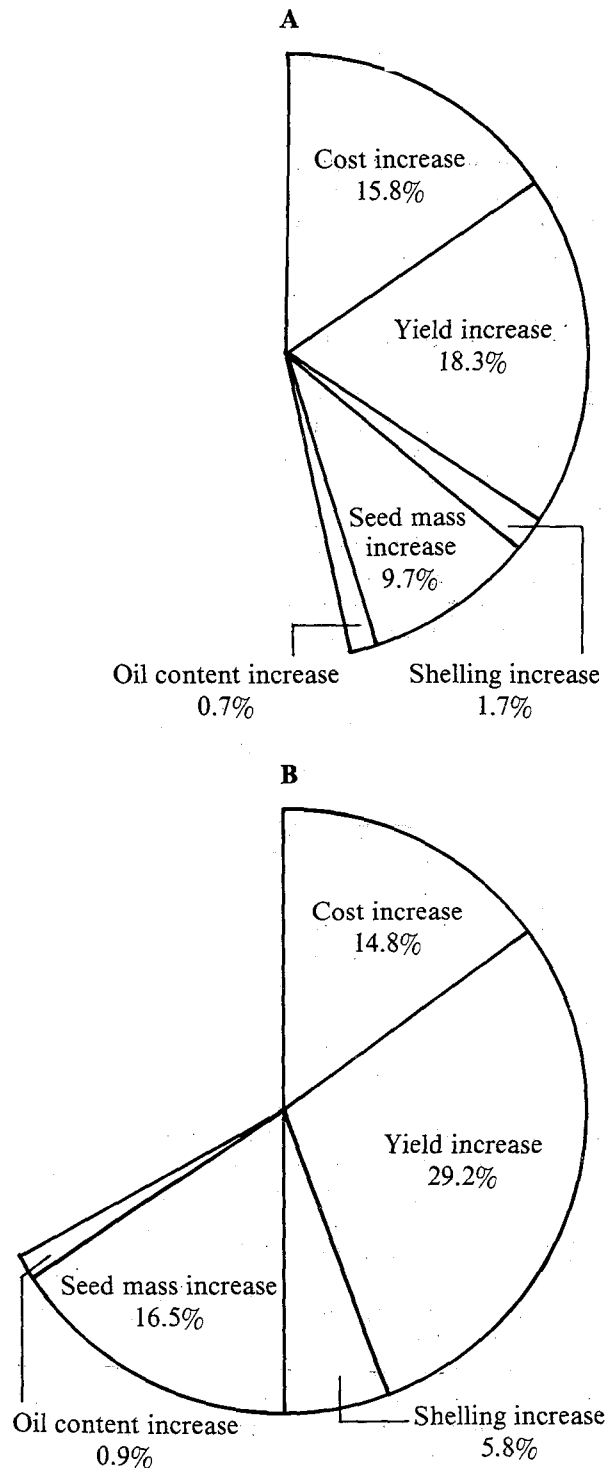 A
Cost increase
15.8%
Yield increase
18.3%
Seed mass
increase
9.7%
Oil content increase
0.7%
Shelling increase
1.7%
B
Cost increase
14.8%
Yield increase
29.2%
Seed mass increase
16.5%
Oil content increase
0.9%
Shelling increase
5.8%